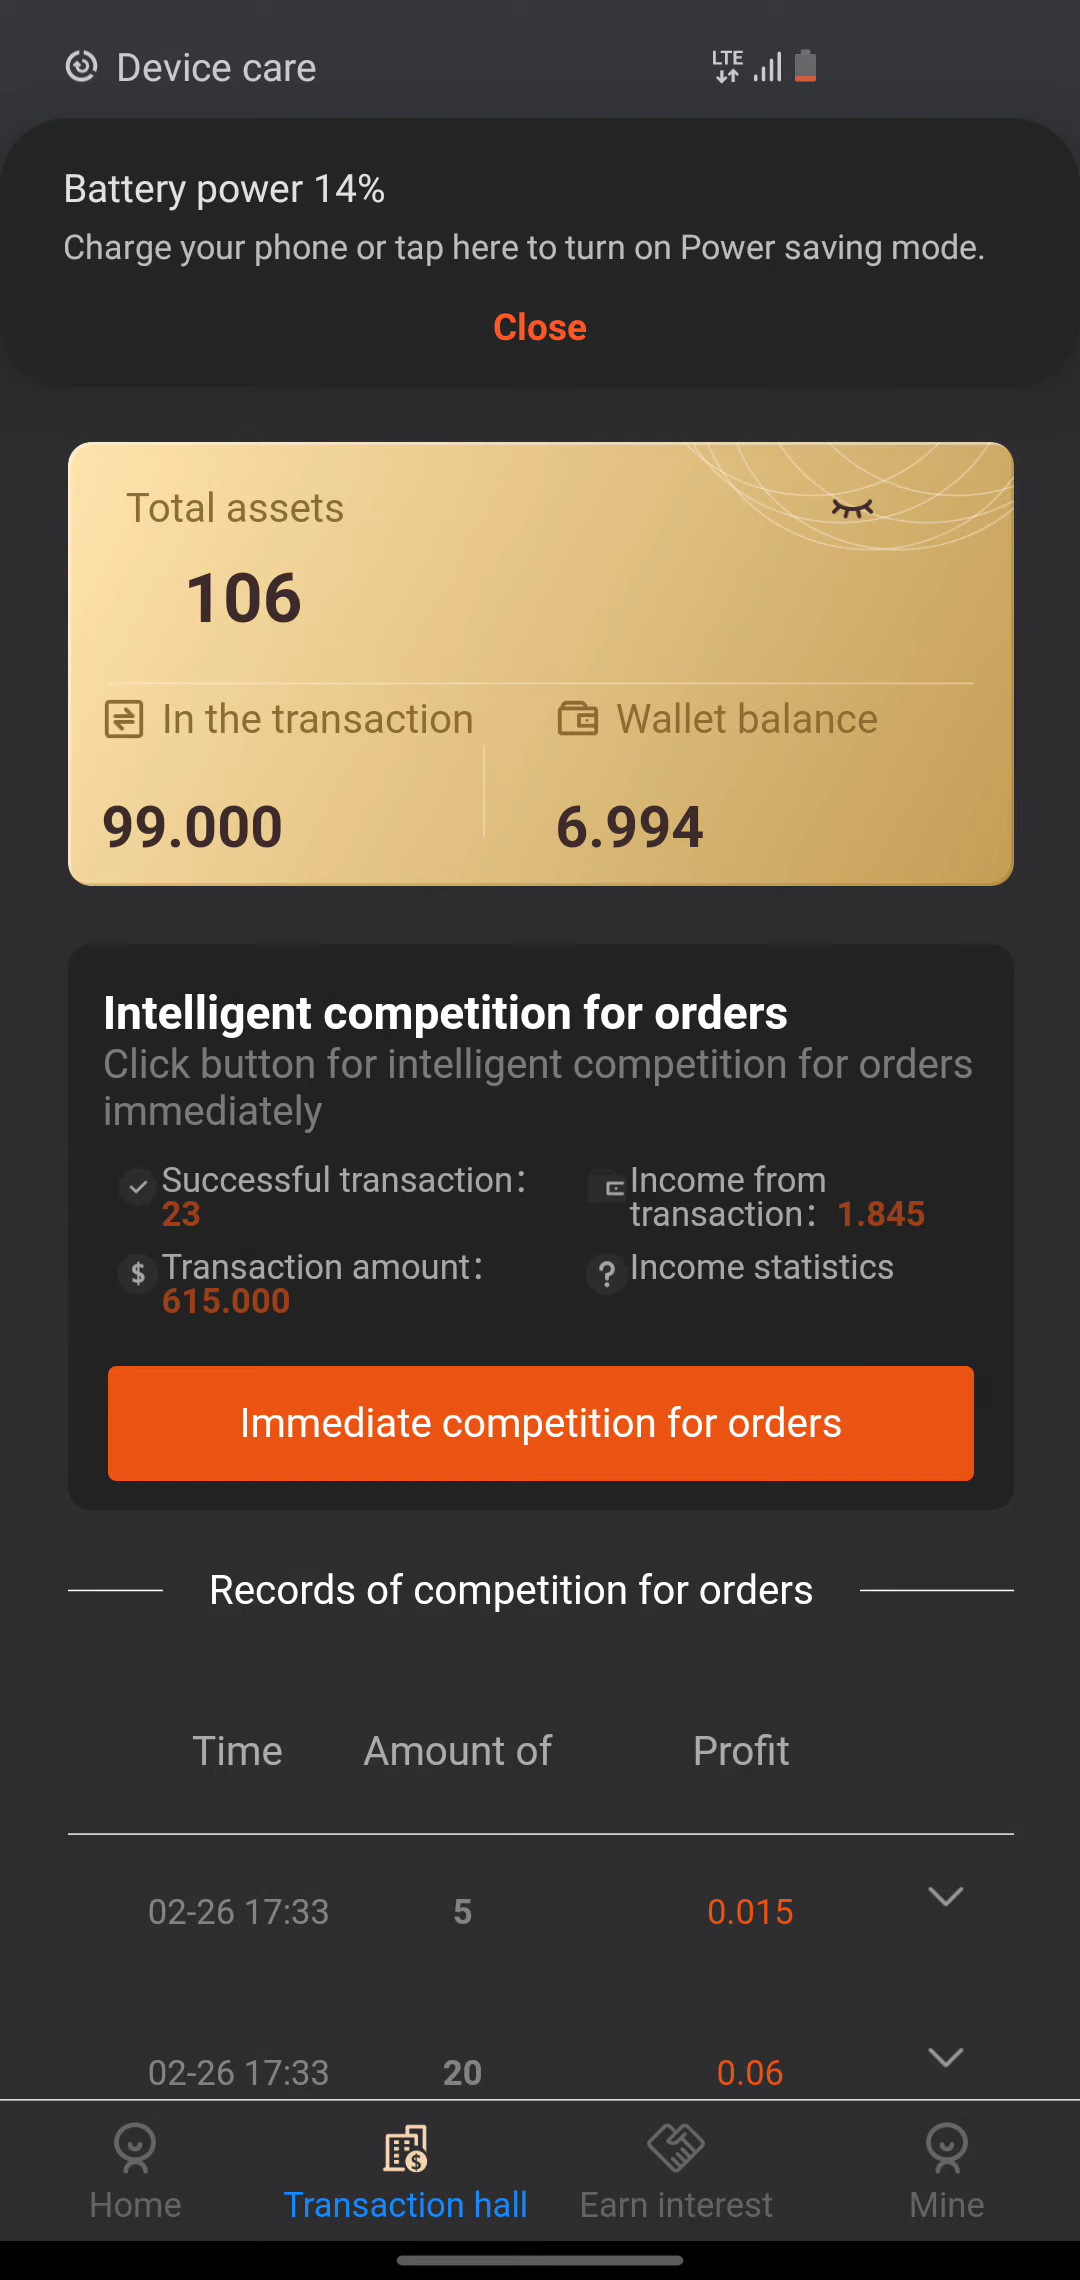 Device care
LTE
Battery power 14%
Charge your phone or tap here to turn on Power saving mode.
Close
Total assets
106
In the transaction
Wallet balance
99.000
6.994
Intelligent competition for orders
Click button for intelligent competition for orders
immediately
Successful transaction:
23
Income from
transaction: 1.845
Transaction amount:
615.000
Income statistics
Immediate competition for orders
Records of competition for orders
Time Amount of Profit
02-26 17:33 5 0.015
02-26 17:33 20 0.06
Home Transaction hall Earn interest Mine